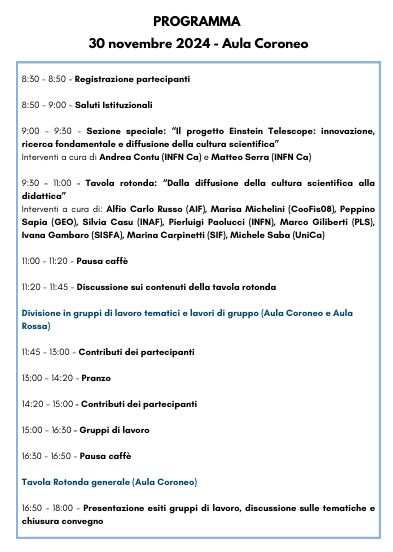 PROGRAMMA
30 novembre 2024 - Aula Coroneo
8:30 - 8:50 - Registrazione partecipanti
8:50 - 9:00 - Saluti Istituzionali
9:00 - 9:30 - Sezione speciale: “Il progetto Einstein Telescope: innovazione,
ricerca fondamentale e diffusione della cultura scientifica”
Interventi a cura di Andrea Contu (INFN Ca) e Matteo Serra (INFN Ca)
9:30 - 11:00 - Tavola rotonda: “Dalla diffusione della cultura scientifica alla
didattica”
Interventi a cura di: Alfio Carlo Russo (AIF), Marisa Michelini (CooFis08), Peppino
Sapia (GEO), Silvia Casu (INAF), Pierluigi Paolucci (INFN), Marco Giliberti (PLS),
Ivana Gambaro (SISFA), Marina Carpinetti (SIF), Michele Saba (UniCa)
11:00 - 11:20 - Pausa caffè
11:20 - 11:45 - Discussione sui contenuti della tavola rotonda
Divisione in gruppi di lavoro tematici e lavori di gruppo (Aula Coroneo e Aula
Rossa)
11:45 - 13:00 - Contributi dei partecipanti
13:00 - 14:20 - Pranzo
14:20 - 15:00 - Contributi dei partecipanti
15:00 - 16:30 - Gruppi di lavoro
16:30 - 16:50 - Pausa caffè
Tavola Rotonda generale (Aula Coroneo)
16:50 - 18:00 - Presentazione esiti gruppi di lavoro, discussione sulle tematiche e
chiusura convegno